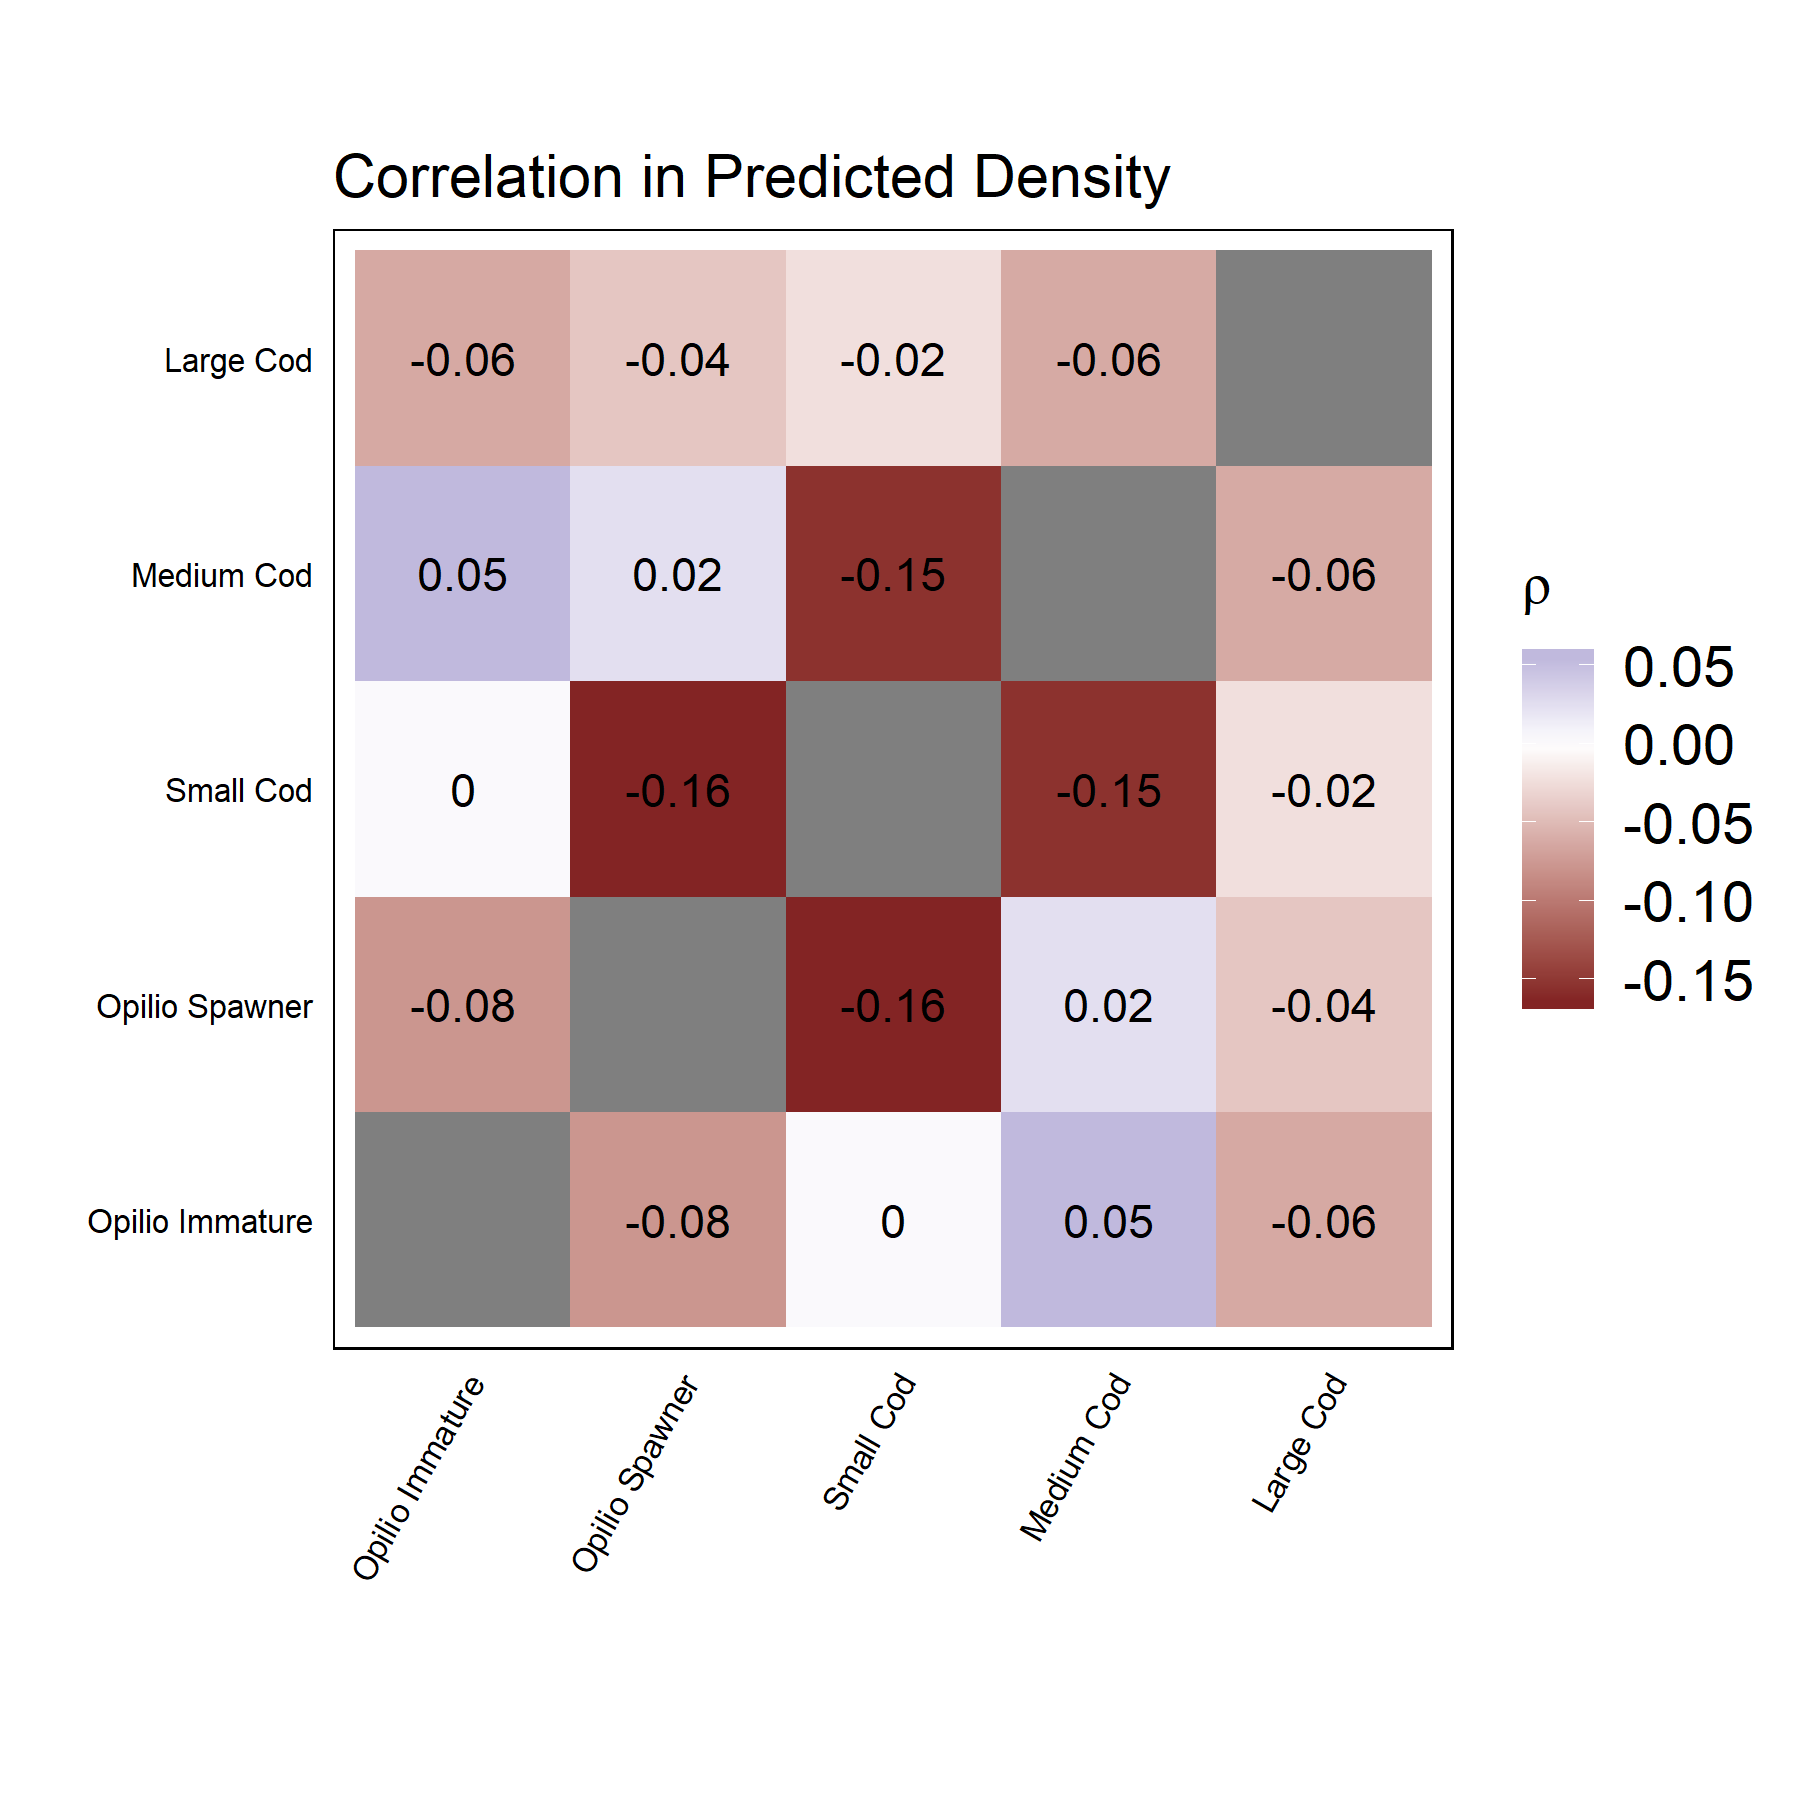 Correlation in Predicted Density
Large Cod -0.06 -0.04 -0.02 -0.06
Medium Cod 0.05 0.02 -0.15 -0.06
Small Cod 0 -0.16 -0.15 -0.02
Opilio Spawner -0.08 -0.16 0.02 -0.04
Opilio Immature -0.08 0 0.05 -0.06
Opilio Immature
Opilio Spawner
Small Cod
Medium Cod
Large Cod
ρ
0.05
0.00
-0.05
-0.10
-0.15